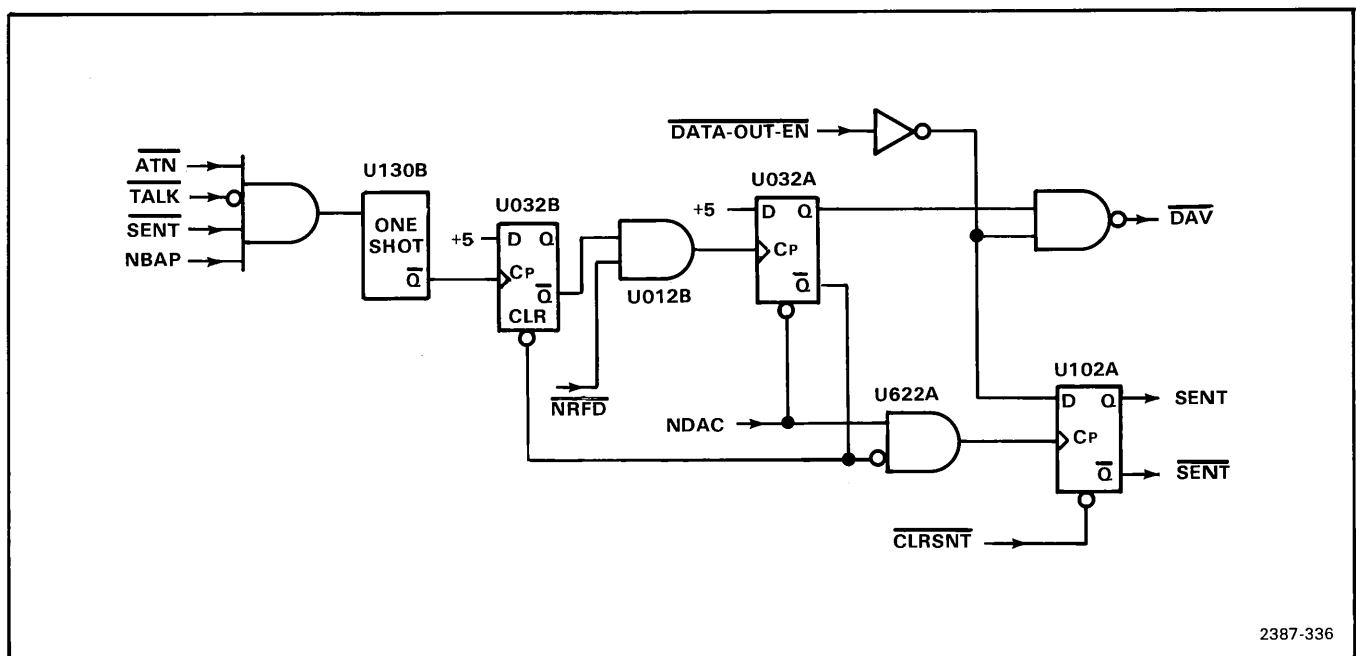 DATA-OUT-EN
ATN
TALK
SENT
NBAP
U130B
ONE
SHOT
Q
U032B
+5
D Q
CP
Q
CLR
U012B
NRFD
U032A
+5
D Q
CP
Q
DAV
NDAC
U622A
U102A
D Q
CP
Q
SENT
SENT
CLRSNT
2387-336